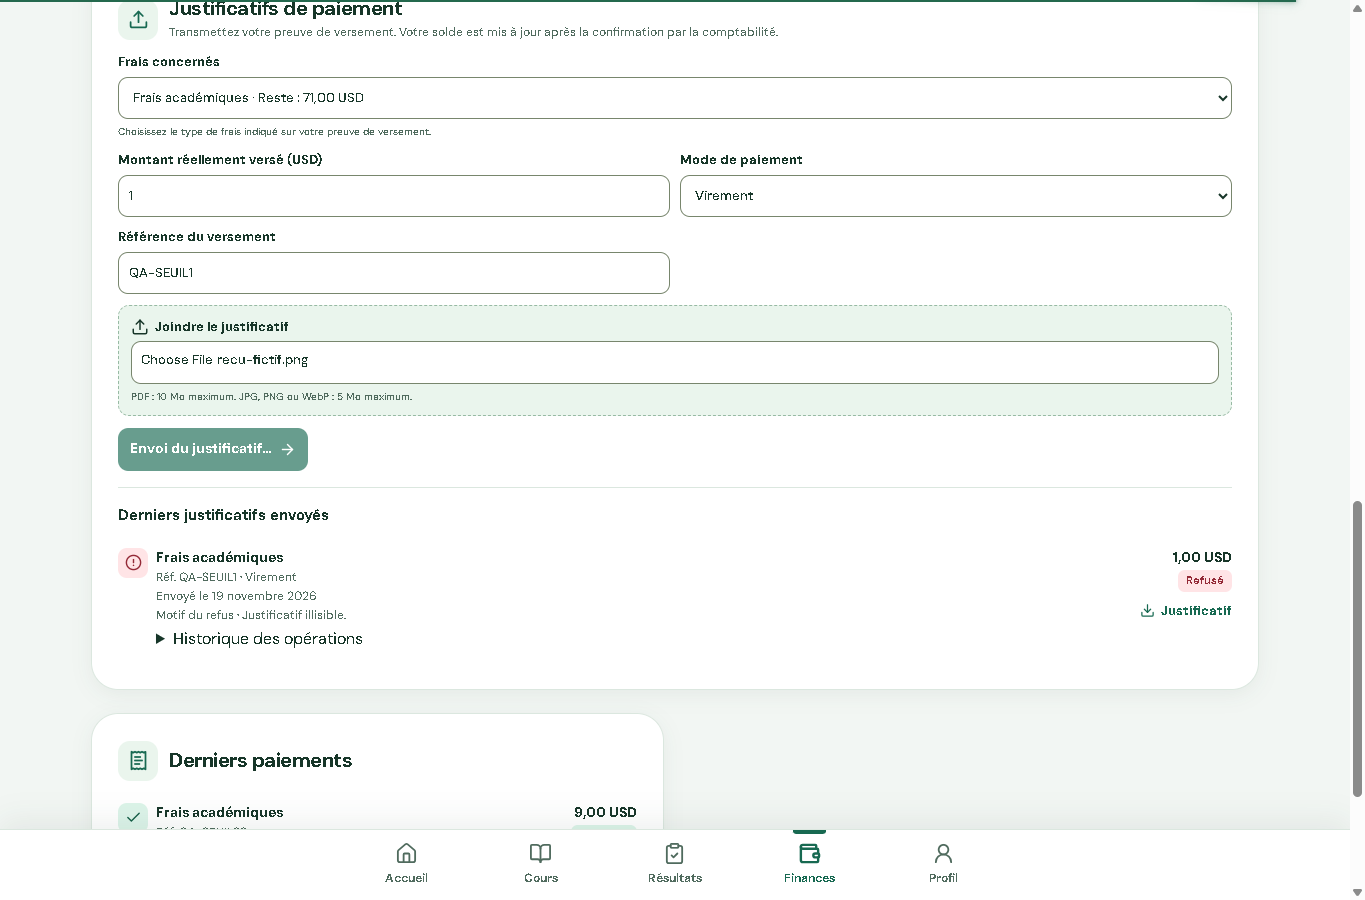 Justificatifs de paiement
Transmettez votre preuve de versement. Votre solde est mis à jour après la confirmation par la comptabilité.
Frais concernés
Frais académiques · Reste : 71,00 USD
Choisissez le type de frais indiqué sur votre preuve de versement.
Montant réellement versé (USD)
Mode de paiement
1
Virement
Référence du versement
QA-SEUIL1
Joindre le justificatif
Choose File recu-fictif.png
PDF : 10 Mo maximum. JPG, PNG ou WebP : 5 Mo maximum.
Envoi du justificatif...
Derniers justificatifs envoyés
Frais académiques
1,00 USD
Réf. QA-SEUIL1 · Virement
Refusé
Envoyé le 19 novembre 2026
Motif du refus · Justificatif illisible.
Justificatif
Historique des opérations
Derniers paiements
Frais académiques
9,00 USD
Accueil
Cours
Résultats
Finances
Profil